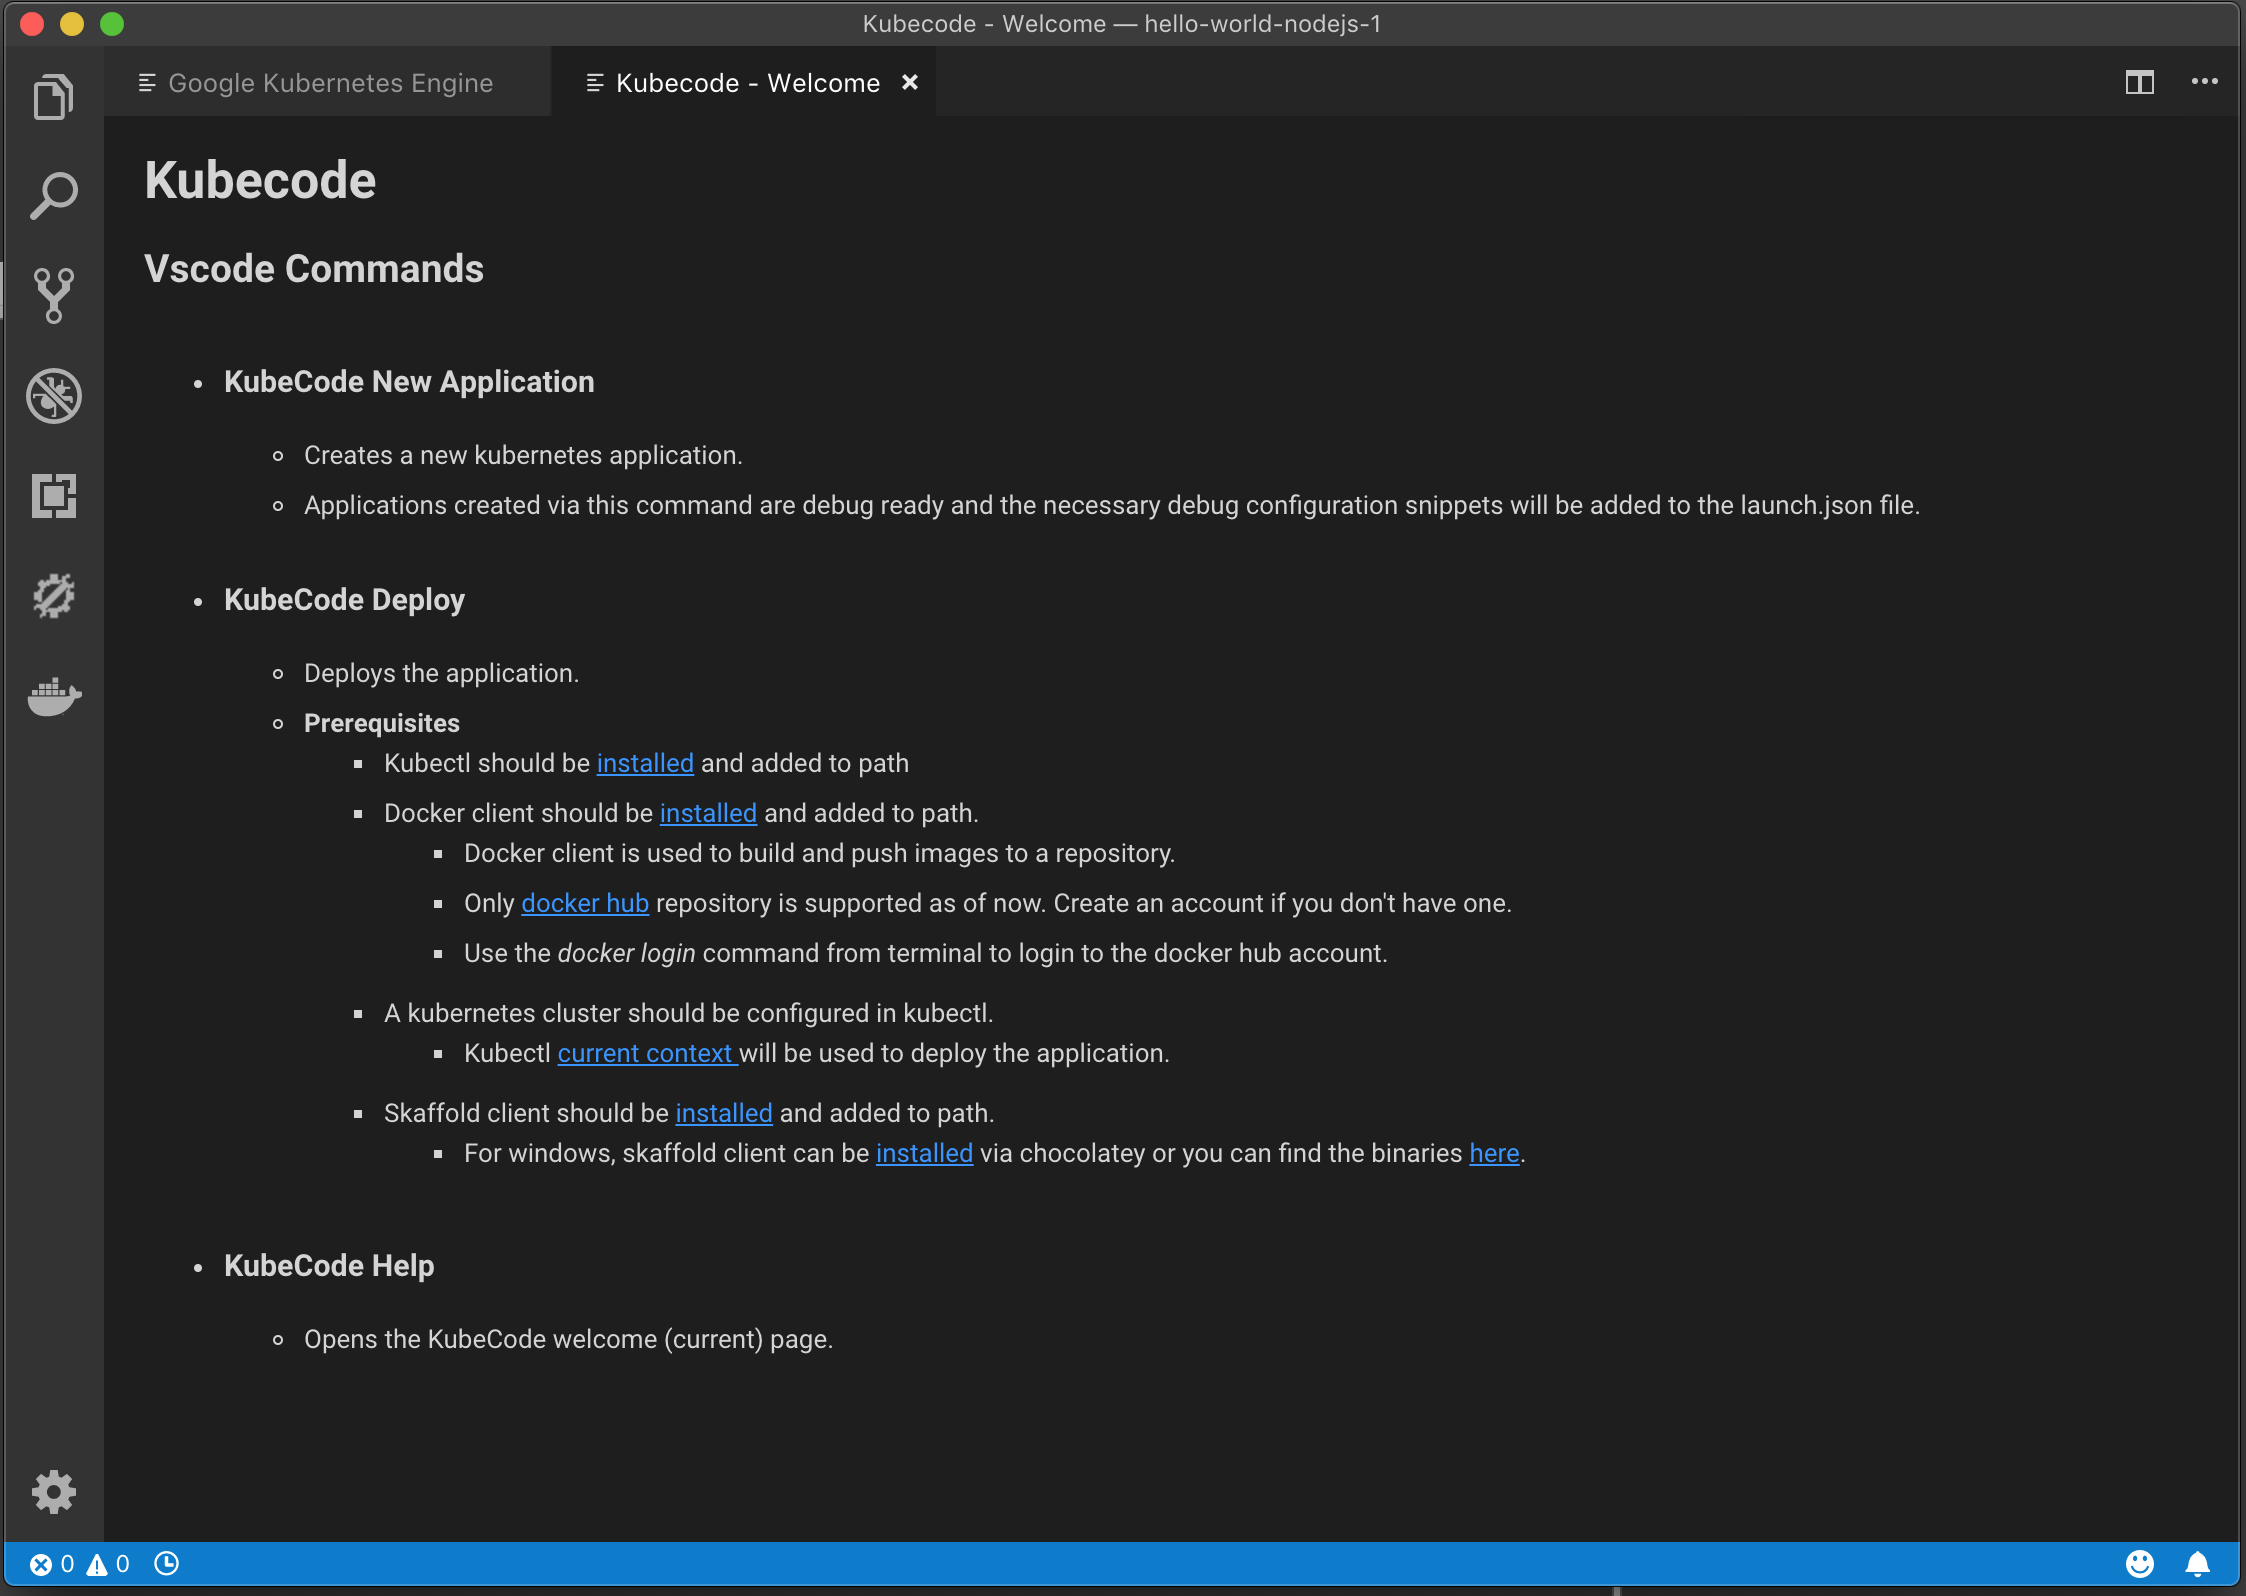 Kubecode - Welcome — hello-world-nodejs-1
Google Kubernetes Engine
Kubecode - Welcome
Kubecode
Vscode Commands
KubeCode New Application
Creates a new kubernetes application.
Applications created via this command are debug ready and the necessary debug configuration snippets will be added to the launch.json file.
KubeCode Deploy
Deploys the application.
Prerequisites
Kubectl should be installed and added to path
Docker client should be installed and added to path.
Docker client is used to build and push images to a repository.
Only docker hub repository is supported as of now. Create an account if you don't have one.
Use the docker login command from terminal to login to the docker hub account.
A kubernetes cluster should be configured in kubectl.
Kubectl current context will be used to deploy the application.
Skaffold client should be installed and added to path.
For windows, skaffold client can be installed via chocolatey or you can find the binaries here.
KubeCode Help
Opens the KubeCode welcome (current) page.
0 0